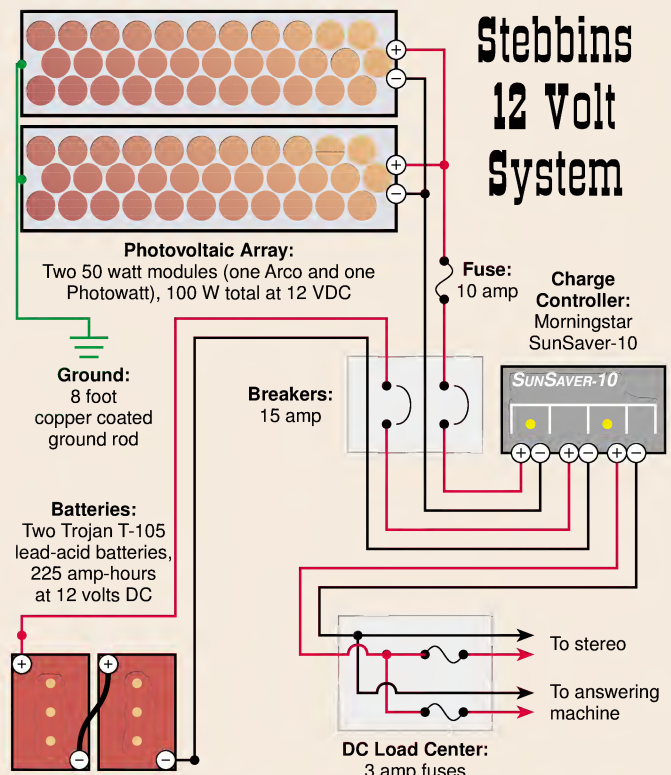 Stebbins
12 Volt
System
+
−
+
−
Photovoltaic Array:
Two 50 watt modules (one Arco and one
Photowatt), 100 W total at 12 VDC
Fuse:
10 amp
Charge
Controller:
Morningstar
SunSaver-10
Ground:
8 foot
copper coated
ground rod
Breakers:
15 amp
SUNSAVER-10
+ − + − + −
Batteries:
Two Trojan T-105
lead-acid batteries,
225 amp-hours
at 12 volts DC
+ +
− −
To stereo
To answering
machine
DC Load Center:
3 amp fuses